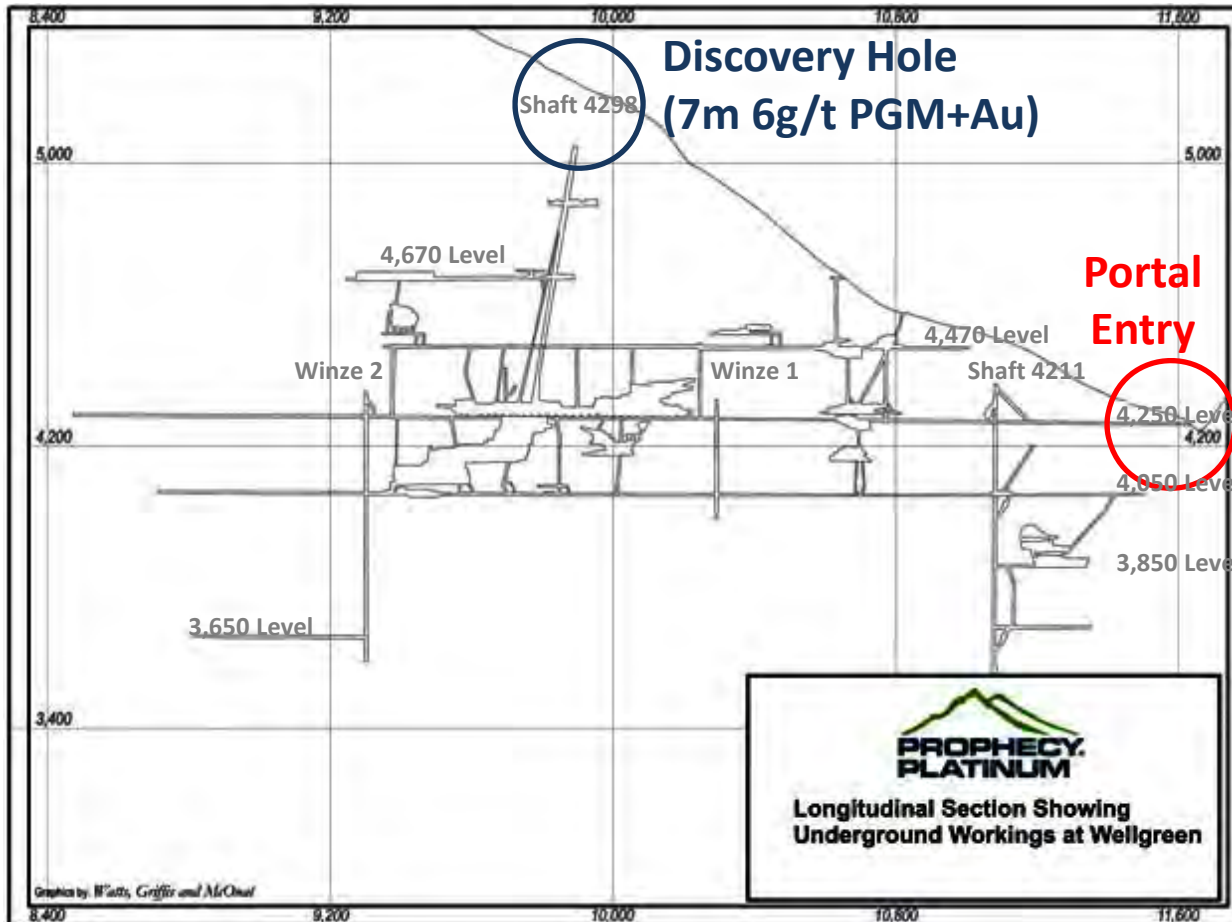 8,400 9,200 10,000 10,800 11,600
Discovery Hole
(7m 6g/t PGM+Au)
Shaft 4298
5,000 5,000
4,670 Level
Portal
Entry
4,470 Level
Winze 2 Winze 1 Shaft 4211
4,250 Leve
4,200 4,200
4,050 Leve
3,850 Leve
3,650 Level
3,400
PROPHECY
PLATINUM
Longitudinal Section Showing
Underground Workings at Wellgreen
Graphics by: Watts, Griffis and McOuat
8,400 9,200 10,000 10,800 11,600